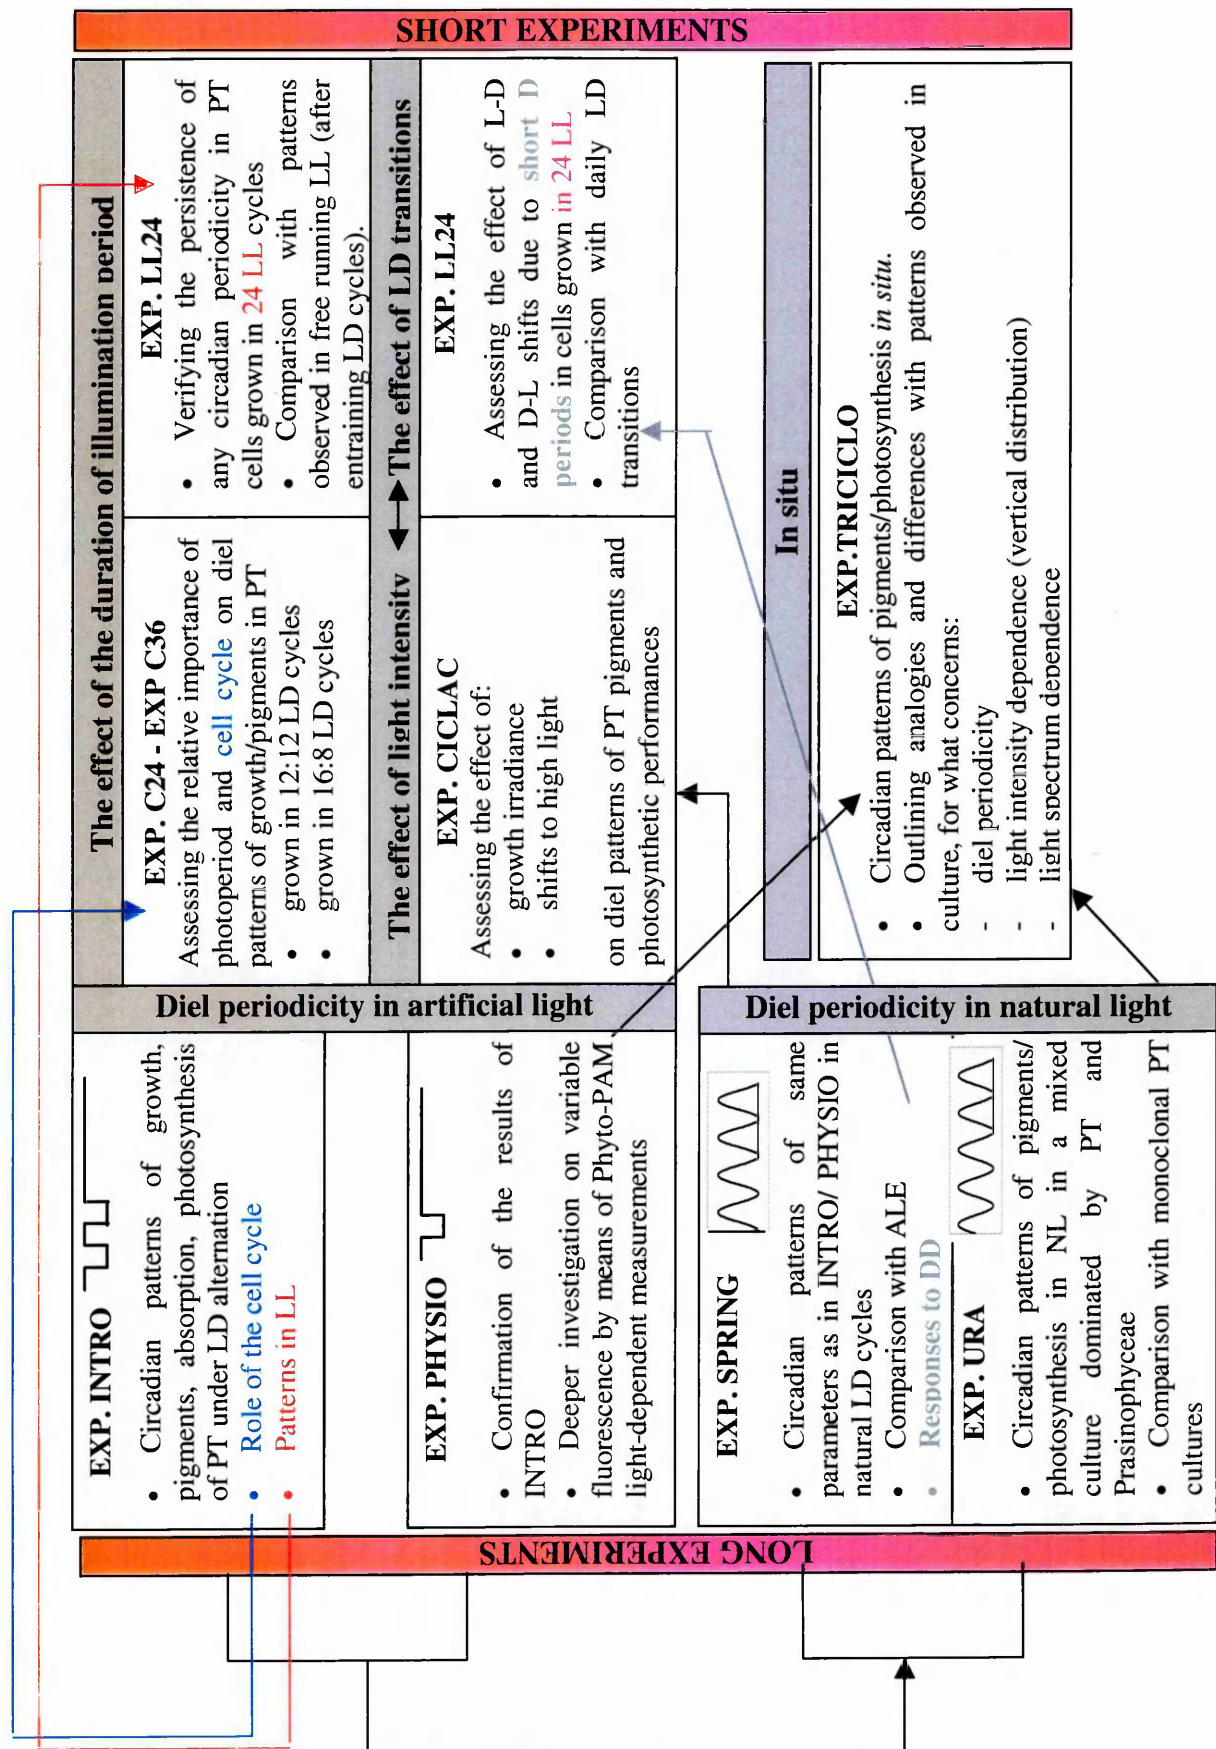 LONG EXPERIMENTS
EXP. INTRO
• Circadian patterns of growth,
pigments, absorption, photosynthesis
of PT under LD alternation
• Role of the cell cycle
• Patterns in LL
EXP. PHYSIO
• Confirmation of the results of
INTRO
• Deeper investigation on variable
fluorescence by means of Phyto-PAM
light-dependent measurements
Diel periodicity in artificial light
EXP. SPRING
• Circadian patterns of same
parameters as in INTRO/ PHYSIO in
natural LD cycles
• Comparison with ALE
• Responses to DD
EXP. URA
• Circadian patterns of pigments/
photosynthesis in NL in a mixed
culture dominated by PT and
Prasinophyceae
• Comparison with monoclonal PT
cultures
Diel periodicity in natural light
The effect of the duration of illumination period
EXP. C24 - EXP C36
Assessing the relative importance of
photoperiod and cell cycle on diel
patterns of growth/pigments in PT
• grown in 12:12 LD cycles
• grown in 16:8 LD cycles
EXP. LL24
• Verifying the persistence of
any circadian periodicity in PT
cells grown in 24 LL cycles
• Comparison with patterns
observed in free running LL (after
entraining LD cycles).
The effect of light intensity
The effect of LD transitions
EXP. CICLAC
Assessing the effect of:
• growth irradiance
• shifts to high light
on diel patterns of PT pigments and
photosynthetic performances
EXP. LL24
• Assessing the effect of L-D
and D-L shifts due to short D
periods in cells grown in 24 LL
• Comparison with daily LD
transitions
In situ
EXP.TRICICLO
• Circadian patterns of pigments/photosynthesis in situ.
• Outlining analogies and differences with patterns observed in
culture, for what concerns:
- diel periodicity
- light intensity dependence (vertical distribution)
- light spectrum dependence
SHORT EXPERIMENTS